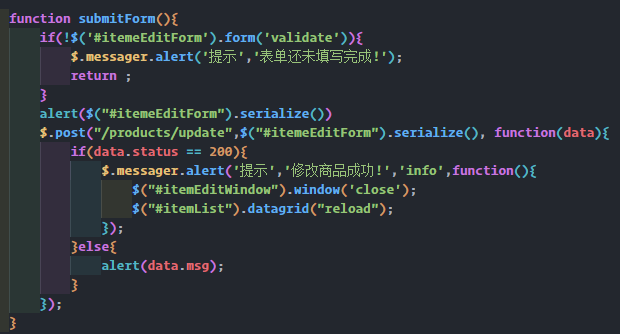 function submitForm(){
if(!$('#itemeEditForm').form('validate')){
$.messager.alert('提示','表单还未填写完成!');
return ;
}
alert($("#itemeEditForm").serialize())
$.post("/products/update",$("#itemeEditForm").serialize(), function(data){
if(data.status == 200){
$.messager.alert('提示','修改商品成功!','info',function(){
$("#itemEditWindow").window('close');
$("#itemList").datagrid("reload");
});
}else{
alert(data.msg);
}
});
}